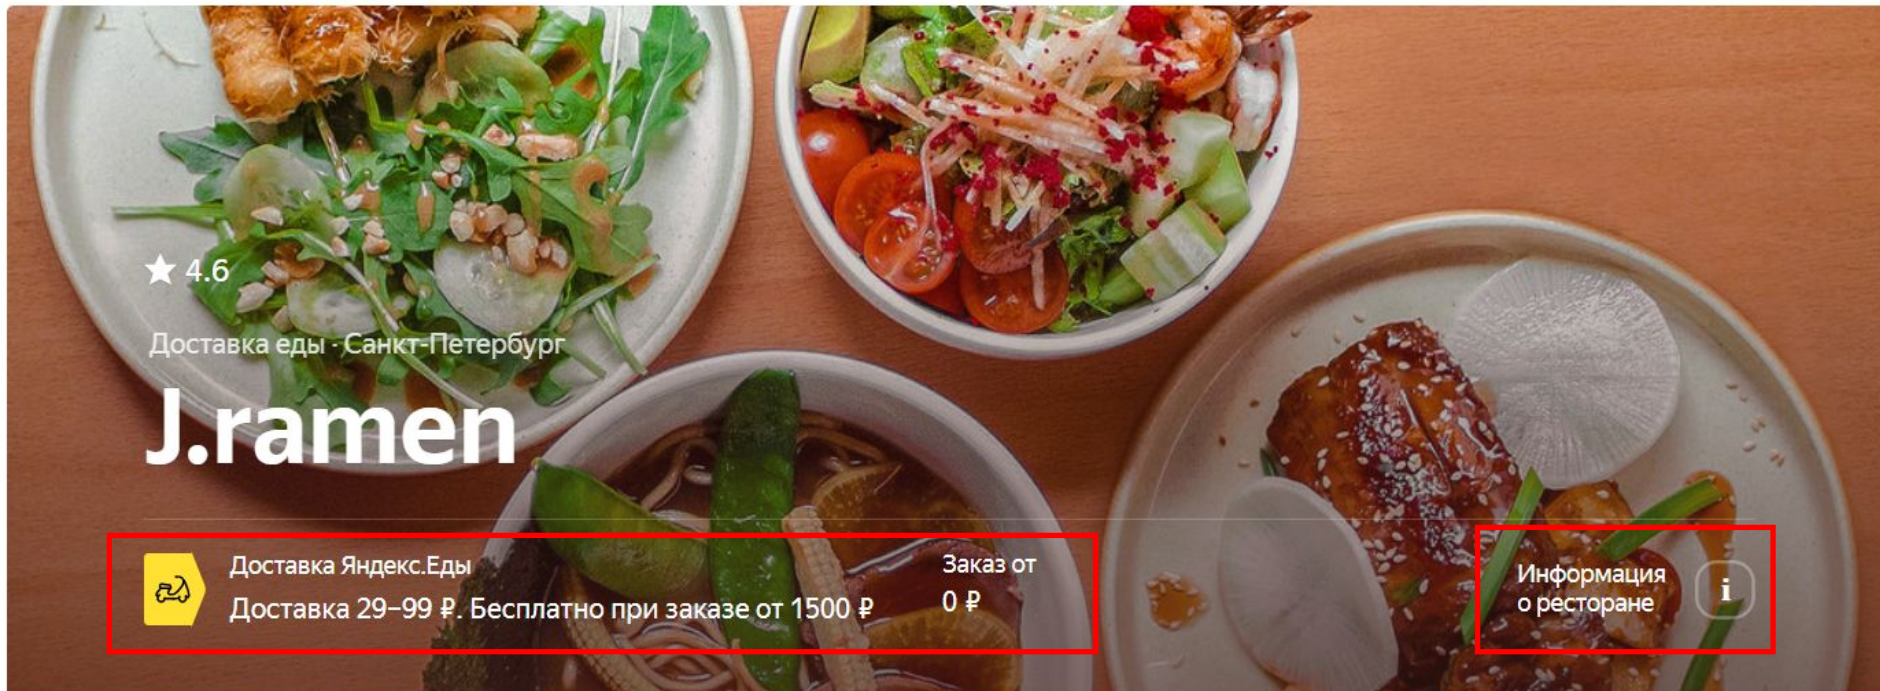 ★ 4.6
Доставка еды · Санкт-Петербург
J.ramen
Доставка Яндекс.Еды
Доставка 29–99 ₽. Бесплатно при заказе от 1500 ₽
Заказ от
0 ₽
Информация
о ресторане
i